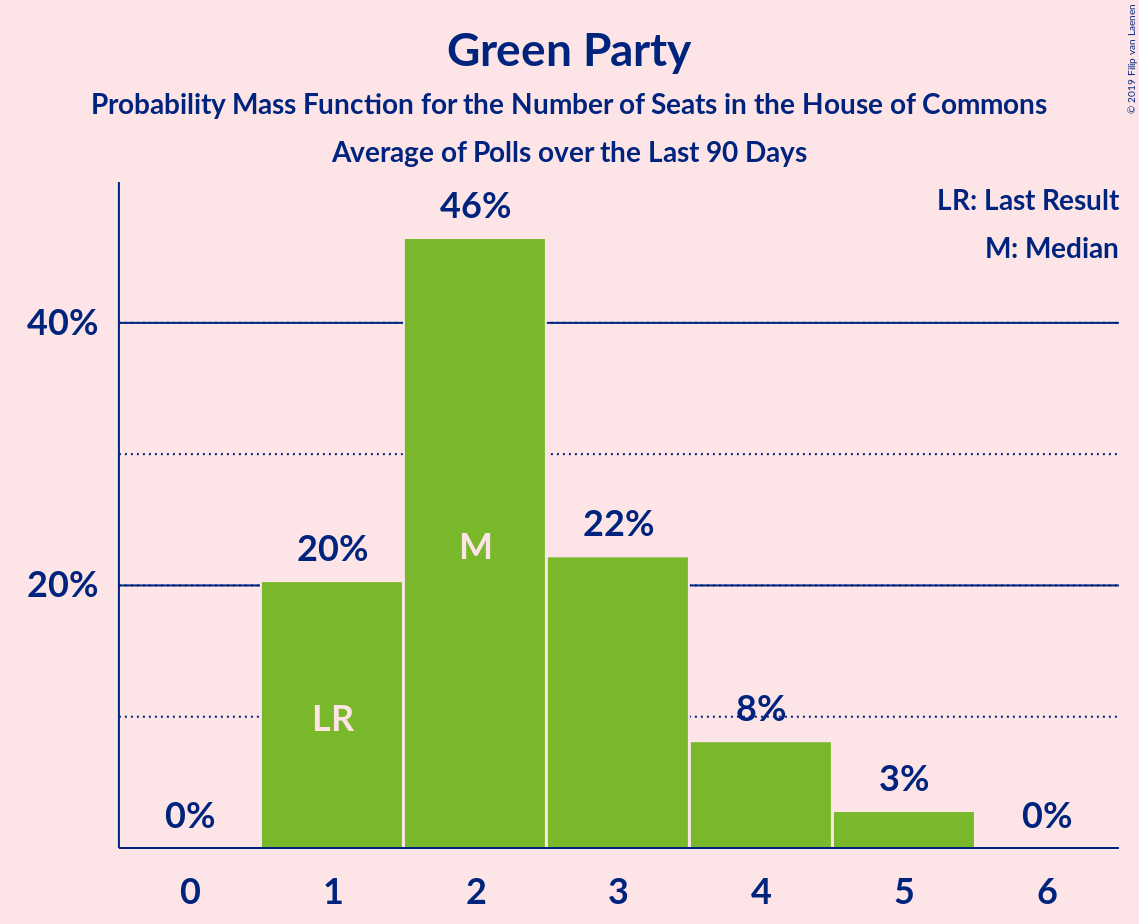 Green Party
Probability Mass Function for the Number of Seats in the House of Commons
Average of Polls over the Last 90 Days
© 2019 Filip van Laenen
LR: Last Result
M: Median
46%
40%
22%
20%
M
20%
8%
LR
3%
0%
0%
0 1 2 3 4 5 6